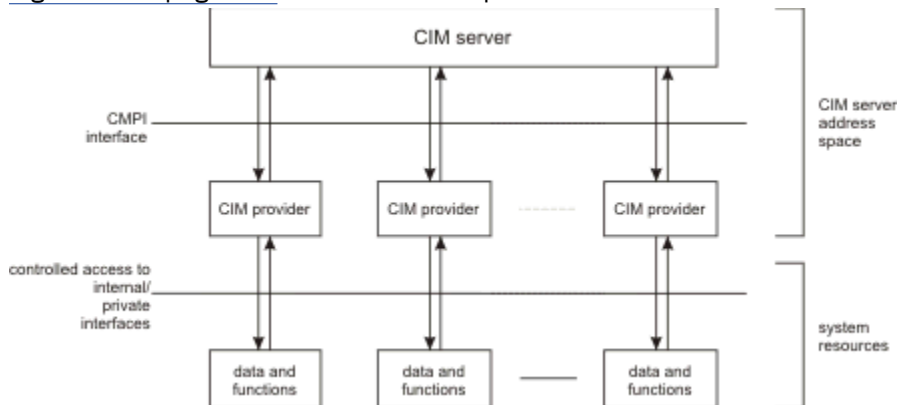 CIM server
CMPI
interface
CIM server
address
space
CIM provider
CIM provider
CIM provider
controlled access to
internal/
private
interfaces
system
resources
data and
functions
data and
functions
data and
functions